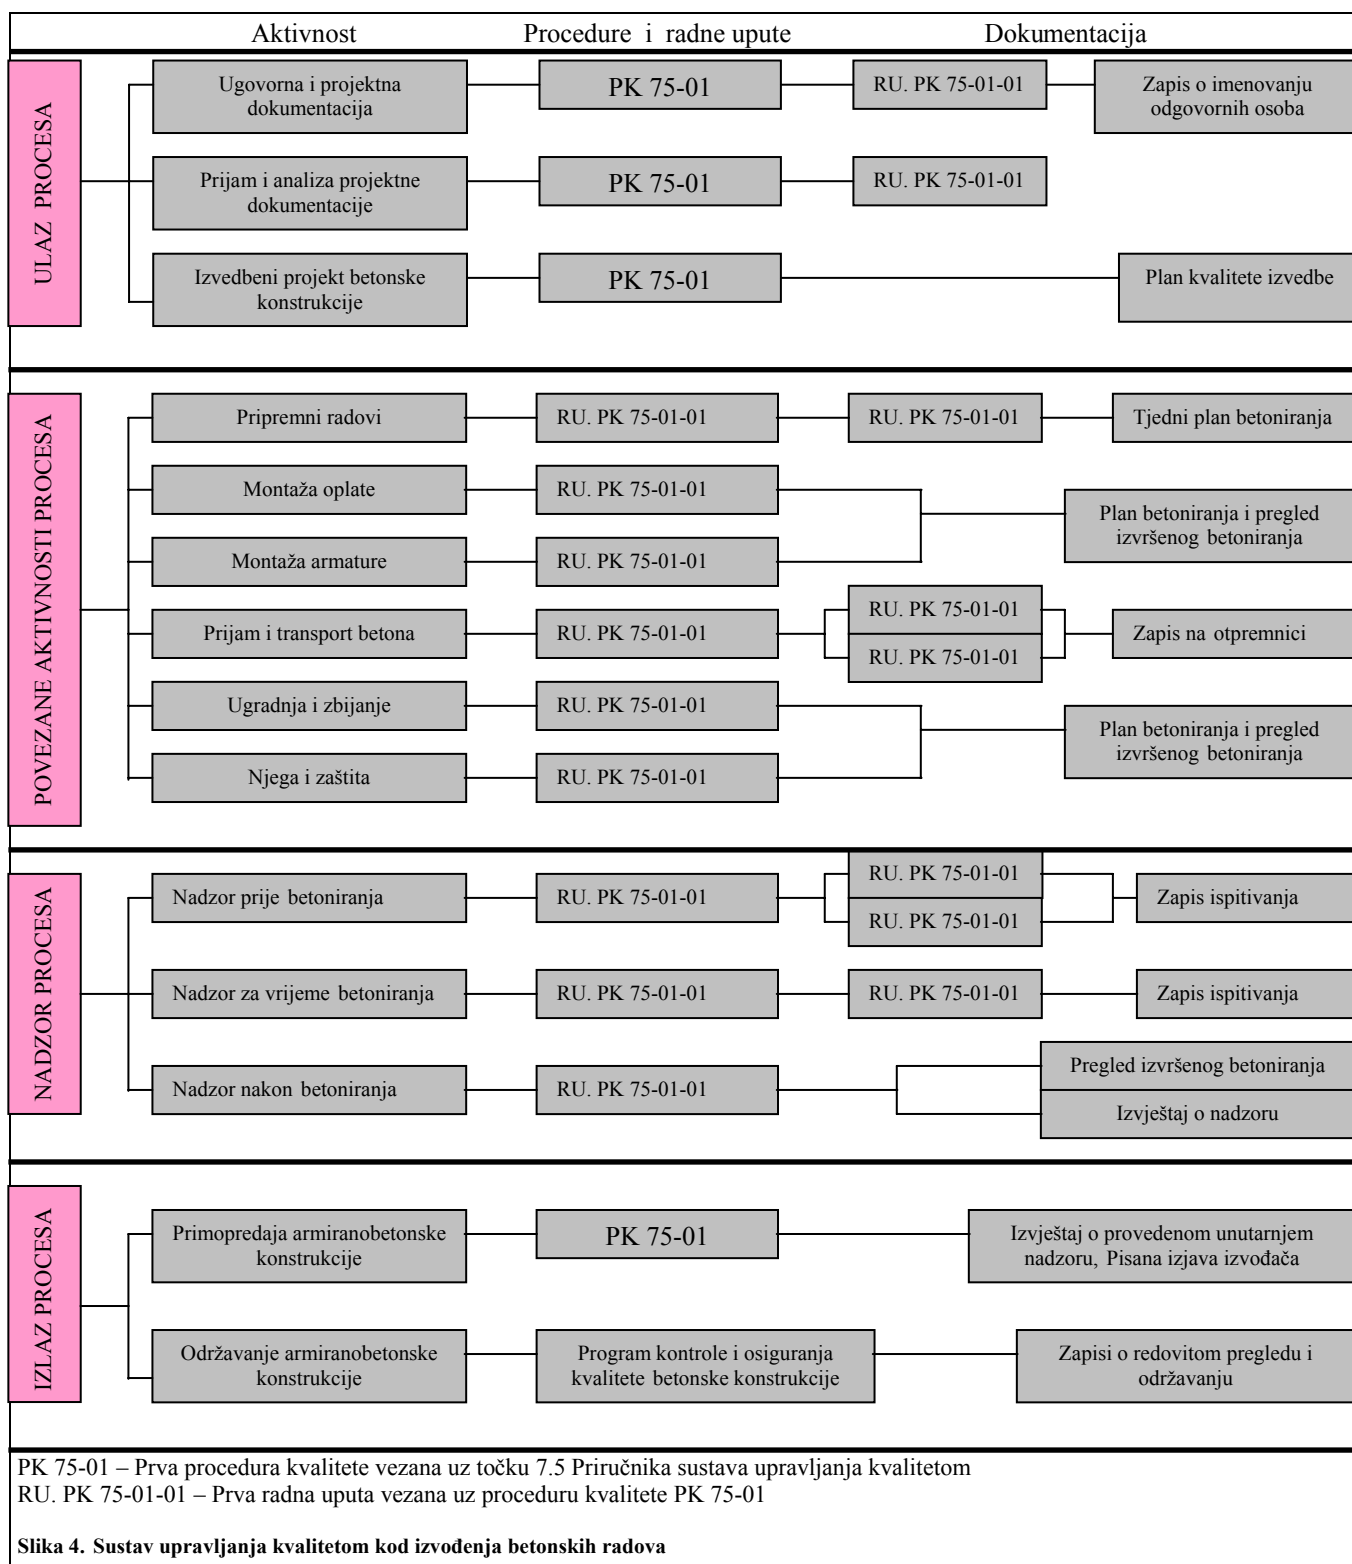 Aktivnost Procedure i radne upute Dokumentacija
ULAZ PROCESA
Ugovorna i projektna
dokumentacija
PK 75-01
RU. PK 75-01-01
Zapis o imenovanju
odgovornih osoba
Prijam i analiza projektne
dokumentacije
PK 75-01
RU. PK 75-01-01
Izvedbeni projekt betonske
konstrukcije
PK 75-01
Plan kvalitete izvedbe
POVEZANE AKTIVNOSTI PROCESA
Pripremni radovi
RU. PK 75-01-01
RU. PK 75-01-01
Tjedni plan betoniranja
Montaža oplate
RU. PK 75-01-01
Plan betoniranja i pregled
izvršenog betoniranja
Montaža armature
RU. PK 75-01-01
Prijam i transport betona
RU. PK 75-01-01
RU. PK 75-01-01
RU. PK 75-01-01
Zapis na otpremnici
Ugradnja i zbijanje
RU. PK 75-01-01
Plan betoniranja i pregled
izvršenog betoniranja
Njega i zaštita
RU. PK 75-01-01
NADZOR PROCESA
Nadzor prije betoniranja
RU. PK 75-01-01
RU. PK 75-01-01
RU. PK 75-01-01
Zapis ispitivanja
Nadzor za vrijeme betoniranja
RU. PK 75-01-01
RU. PK 75-01-01
Zapis ispitivanja
Nadzor nakon betoniranja
RU. PK 75-01-01
Pregled izvršenog betoniranja
Izvještaj o nadzoru
IZLAZ PROCESA
Primopredaja armiranobetonske
konstrukcije
PK 75-01
Izvještaj o provedenom unutarnjem
nadzoru, Pisana izjava izvođača
Održavanje armiranobetonske
konstrukcije
Program kontrole i osiguranja
kvalitete betonske konstrukcije
Zapisi o redovitom pregledu i
održavanju
PK 75-01 – Prva procedura kvalitete vezana uz točku 7.5 Priručnika sustava upravljanja kvalitetom
RU. PK 75-01-01 – Prva radna uputa vezana uz proceduru kvalitete PK 75-01
Slika 4. Sustav upravljanja kvalitetom kod izvođenja betonskih radova